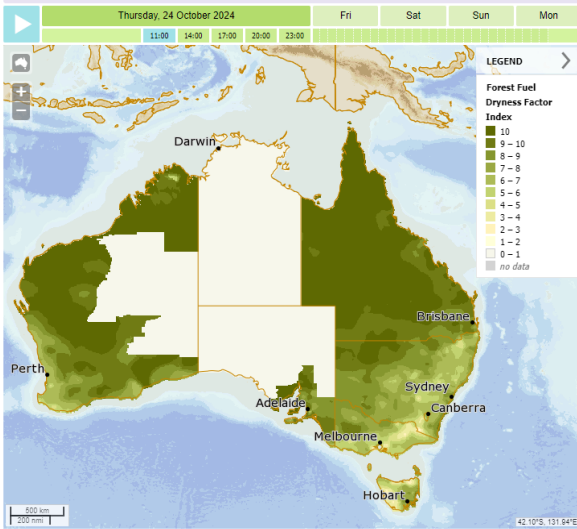 Thursday, 24 October 2024 Fri Sat Sun Mon
11:00 14:00 17:00 20:00 23:00
LEGEND
Forest Fuel
Dryness Factor
Index
10
9 – 10
8 – 9
7 – 8
6 – 7
5 – 6
4 – 5
3 – 4
2 – 3
1 – 2
0 – 1
no data
+
−
Darwin
Brisbane
Perth
Sydney
Adelaide
Canberra
Melbourne
Hobart
500 km
200 mi
42.10°S, 131.94°E